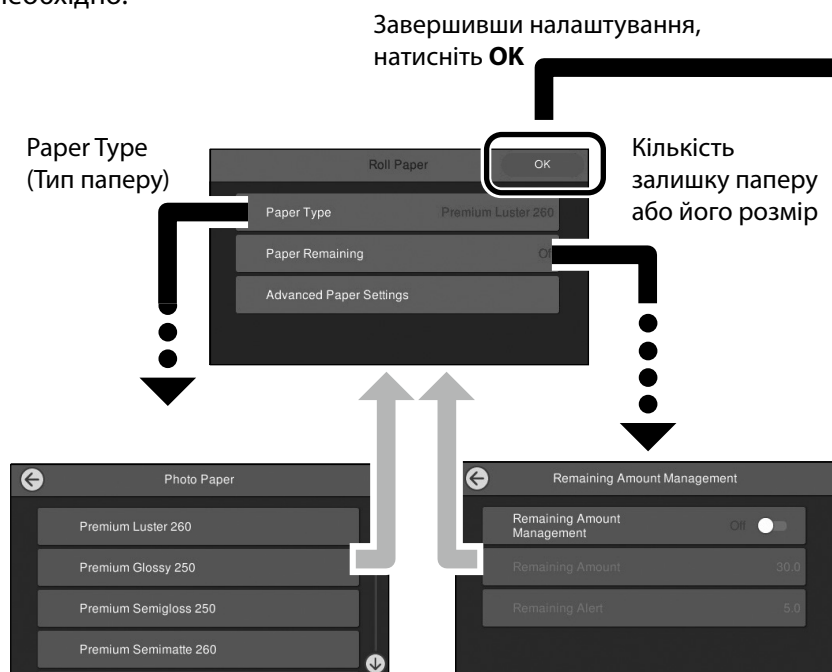 необхідно.
Завершивши налаштування,
натисніть OK
Paper Type
(Тип паперу)
Кількість
залишку паперу
або його розмір
Roll Paper
OK
Paper Type Premium Luster 260
Paper Remaining
Advanced Paper Settings
Photo Paper
Premium Luster 260
Premium Glossy 250
Premium Semigloss 250
Premium Semimatte 260
Remaining Amount Management
Remaining Amount
Management
Off
Remaining Amount 30.0
Remaining Alert 5.0